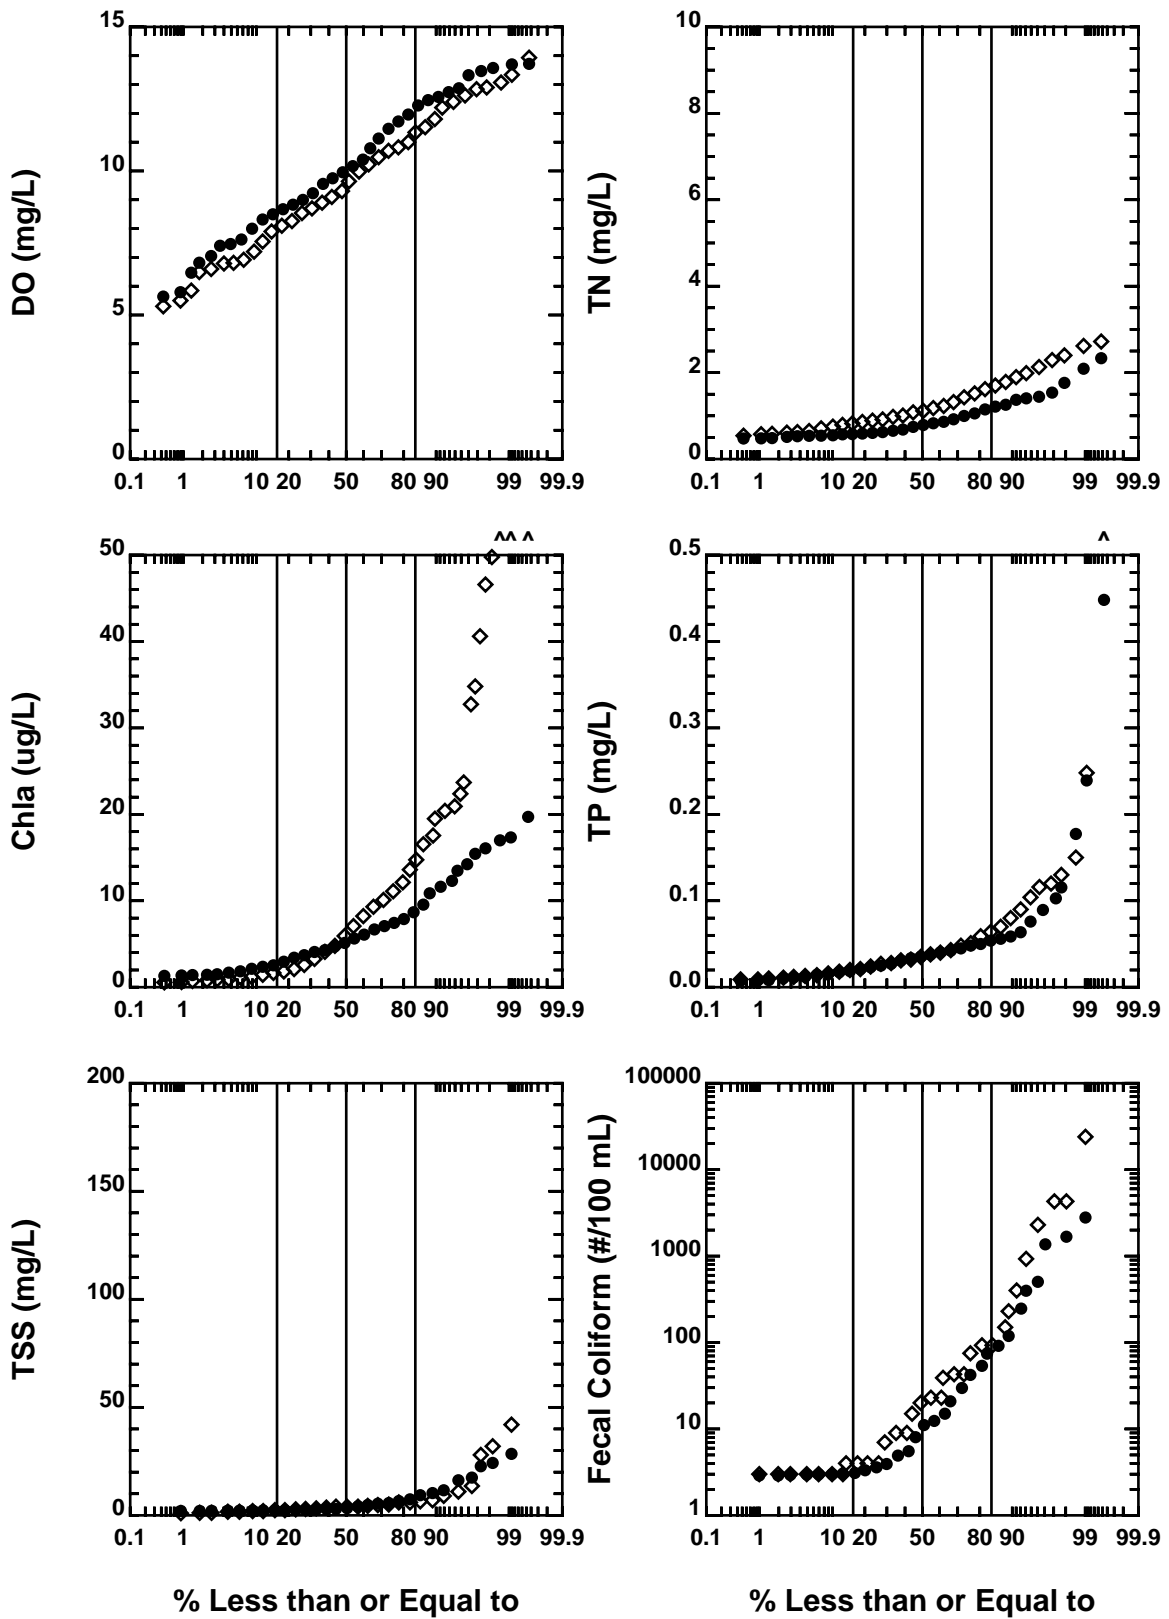 15
10
5
0
DO (mg/L)
0.1 1 10 20 50 80 90 99 99.9
10
8
6
4
2
0
TN (mg/L)
0.1 1 10 20 50 80 90 99 99.9
^^ ^
50
40
30
20
10
0
Chla (ug/L)
0.1 1 10 20 50 80 90 99 99.9
^
0.5
0.4
0.3
0.2
0.1
0.0
TP (mg/L)
0.1 1 10 20 50 80 90 99 99.9
200
150
100
50
0
TSS (mg/L)
0.1 1 10 20 50 80 90 99 99.9
% Less than or Equal to
100000
10000
1000
100
10
1
Fecal Coliform (#/100 mL)
0.1 1 10 20 50 80 90 99 99.9
% Less than or Equal to